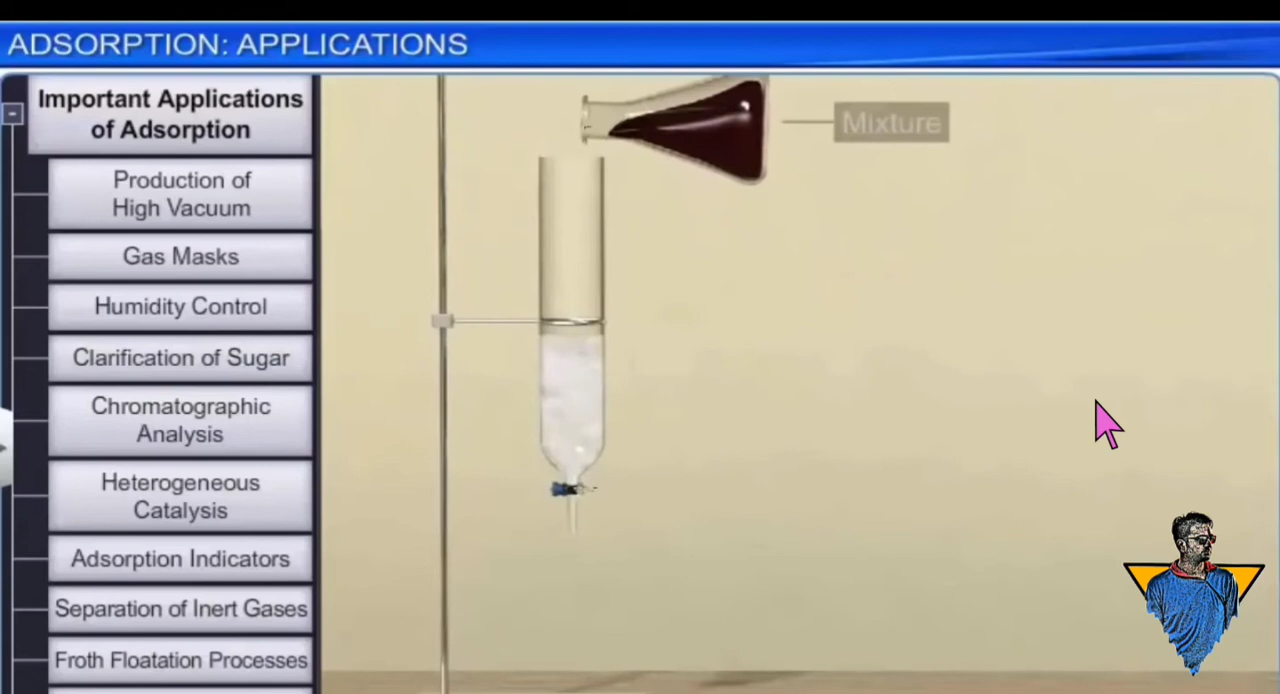 ADSORPTION: APPLICATIONS
Important Applications
of Adsorption
Production of
High Vacuum
Gas Masks
Humidity Control
Clarification of Sugar
Chromatographic
Analysis
Heterogeneous
Catalysis
Adsorption Indicators
Separation of Inert Gases
Froth Floatation Processes
Mixture